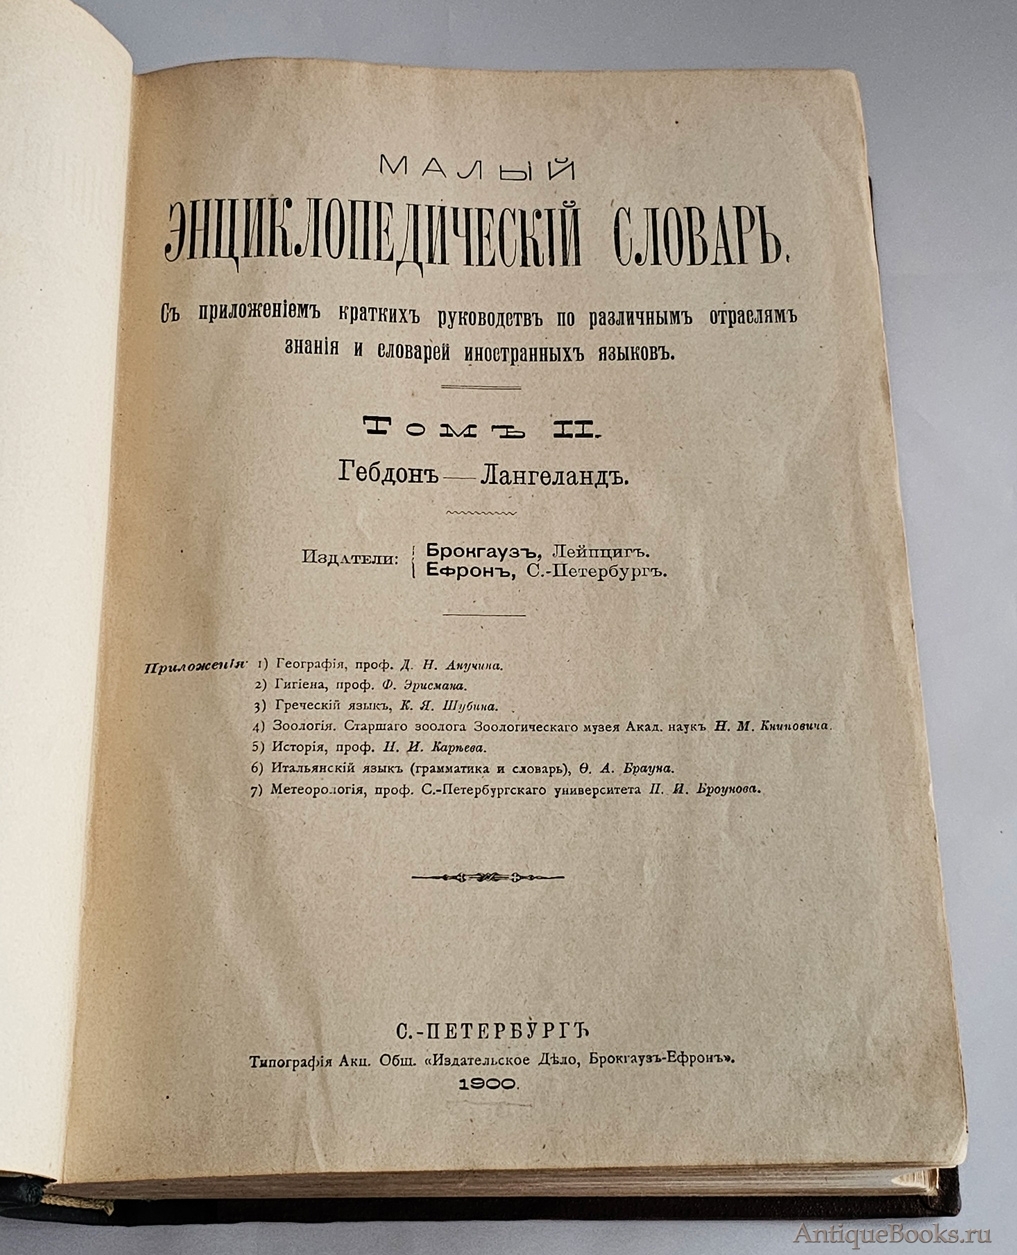 МАЛЫЙ
ЭНЦИКЛОПЕДИЧЕСКІЙ СЛОВАРЬ.
Съ приложеніемъ краткихъ руководствъ по различнымъ отраслямъ
знанія и словарей иностранныхъ языковъ.
Томъ II.
Гебдонъ — Лангеландъ.
Издатели: { Брокгаузъ, Лейпцигъ.
Ефронъ, С.-Петербургъ.
Приложенія: 1) Географія, проф. Д. Н. Анучина.
2) Гигіена, проф. Ф. Эрисмана.
3) Греческій языкъ, К. Я. Шубина.
4) Зоологія. Старшаго зоолога Зоологическаго музея Акад. наукъ Н. М. Книповича.
5) Исторія, проф. Н. И. Карѣева.
6) Итальянскій языкъ (грамматика и словарь), Ѳ. А. Брауна.
7) Метеорологія, проф. С.-Петербургскаго университета П. И. Броунова.
С.-ПЕТЕРБУРГЪ
Типографія Акц. Общ. «Издательское Дѣло, Брокгаузъ-Ефронъ».
1900.
AntiqueBooks.ru